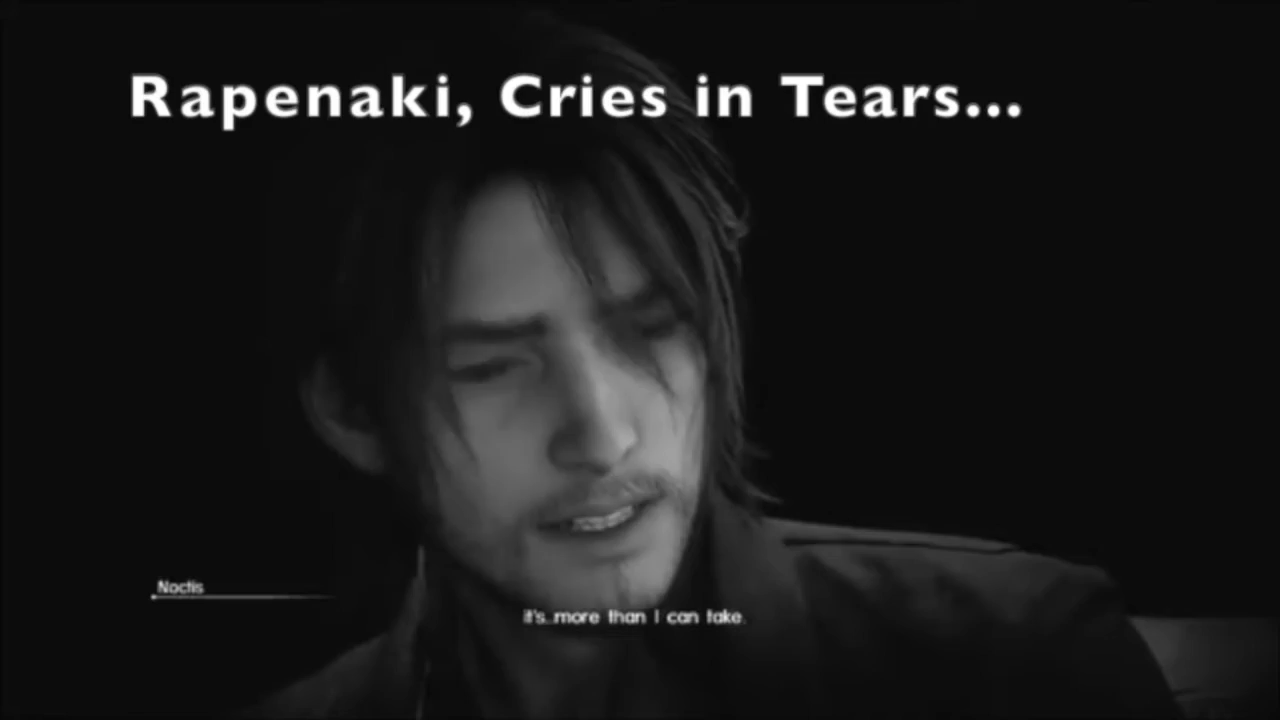 Rapenaki, Cries in Tears...
Noctis
it's...more than I can take.